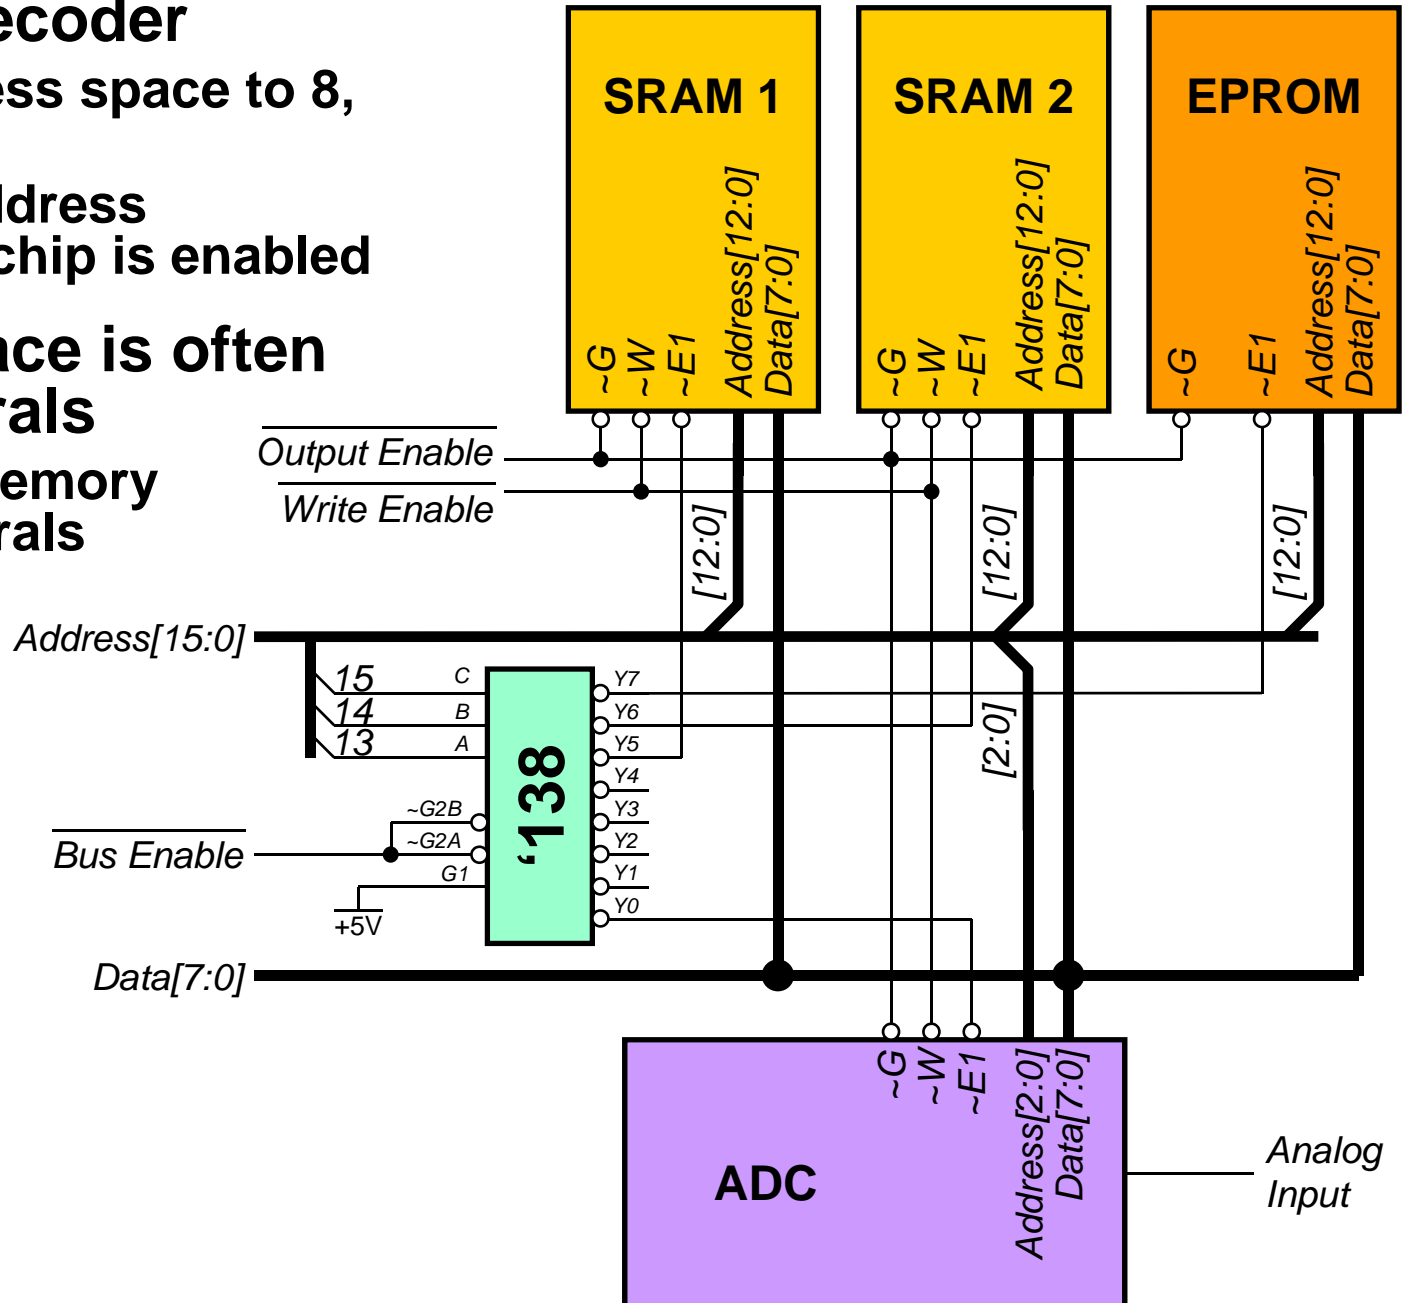 ecoder
ess space to 8,
ddress
chip is enabled
ace is often
rals
emory
rals
SRAM 1
SRAM 2
EPROM
~G
~W
~E1
Address[12:0]
Data[7:0]
~G
~W
~E1
Address[12:0]
Data[7:0]
~G
~E1
Address[12:0]
Data[7:0]
Output Enable
Write Enable
[12:0]
[12:0]
[12:0]
Address[15:0]
15
14
13
C
B
A
~G2B
~G2A
G1
‘138
Y7
Y6
Y5
Y4
Y3
Y2
Y1
Y0
[2:0]
Bus Enable
+5V
Data[7:0]
~G
~W
~E1
Address[2:0]
Data[7:0]
ADC
Analog
Input